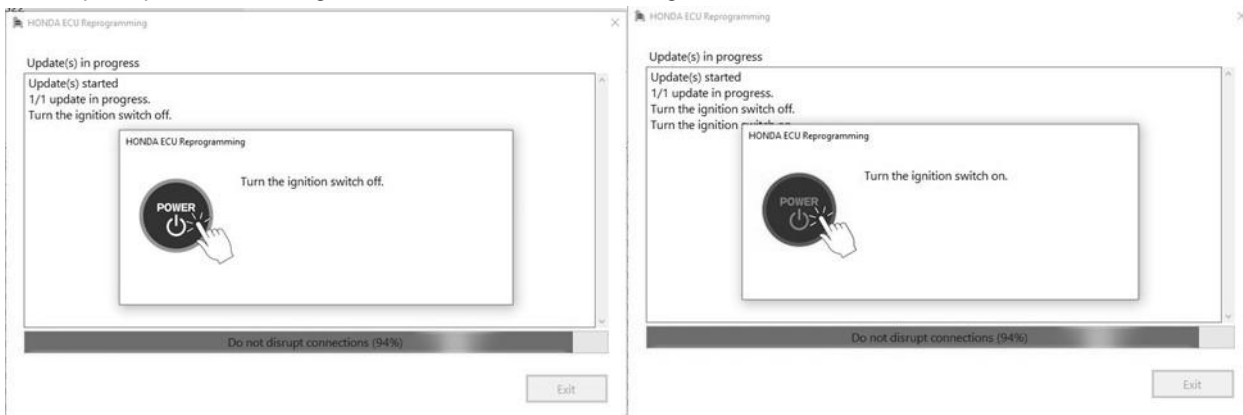 HONDA ECU Reprogramming
Update(s) in progress
Update(s) started
1/1 update in progress.
Turn the ignition switch off.
HONDA ECU Reprogramming
Turn the ignition switch off.
POWER
Do not disrupt connections (94%)
Exit
HONDA ECU Reprogramming
Update(s) in progress
Update(s) started
1/1 update in progress.
Turn the ignition switch off.
Turn the ignition
HONDA ECU Reprogramming
Turn the ignition switch on.
POWER
Do not disrupt connections (94%)
Exit